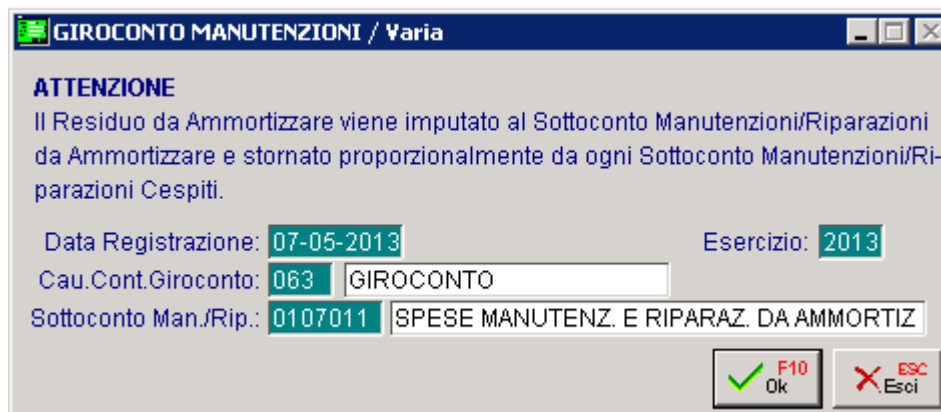 GIROCONTO MANUTENZIONI / Varia
ATTENZIONE
Il Residuo da Ammortizzare viene imputato al Sottoconto Manutenzioni/Riparazioni
da Ammortizzare e stornato proporzionalmente da ogni Sottoconto Manutenzioni/Ri-
parazioni Cespiti.
Data Registrazione: 07-05-2013 Esercizio: 2013
Cau.Cont.Giroconto: 063 GIROCONTO
Sottoconto Man./Rip.: 0107011 SPESE MANUTENZ. E RIPARAZ. DA AMMORTIZ
F10 Ok ESC Esci